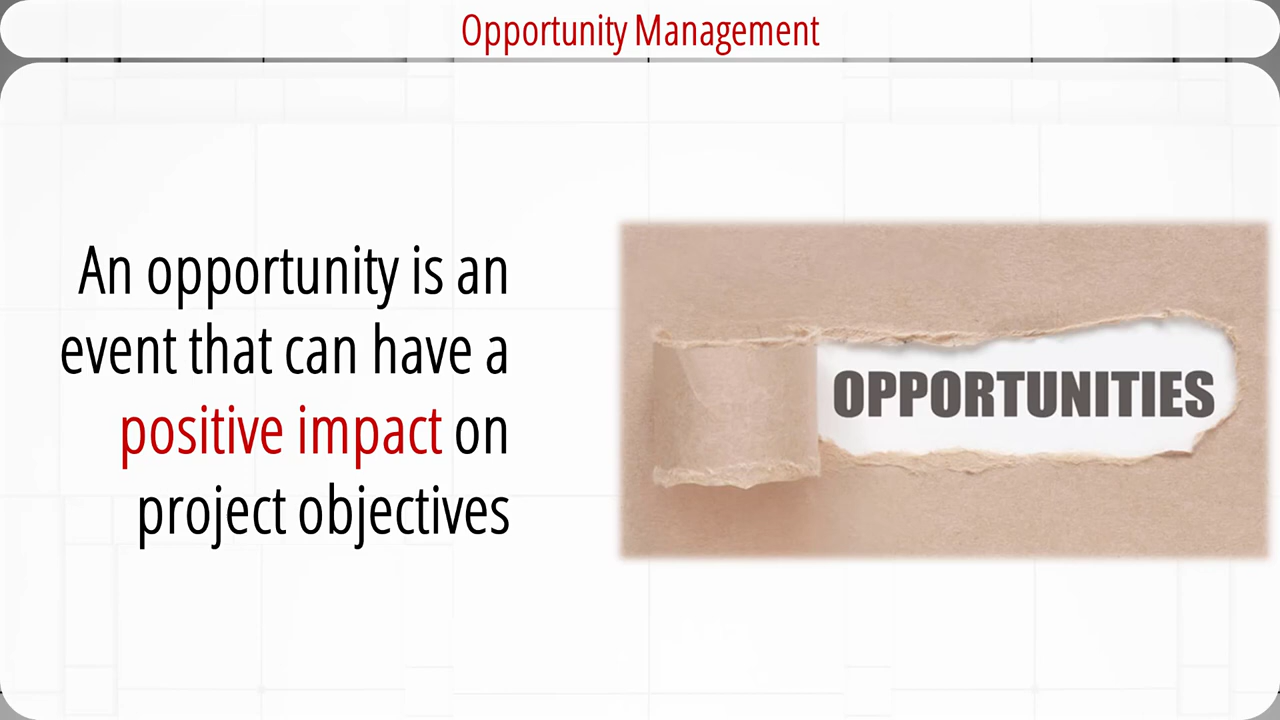 Opportunity Management
An opportunity is an
event that can have a
positive impact on
project objectives
OPPORTUNITIES